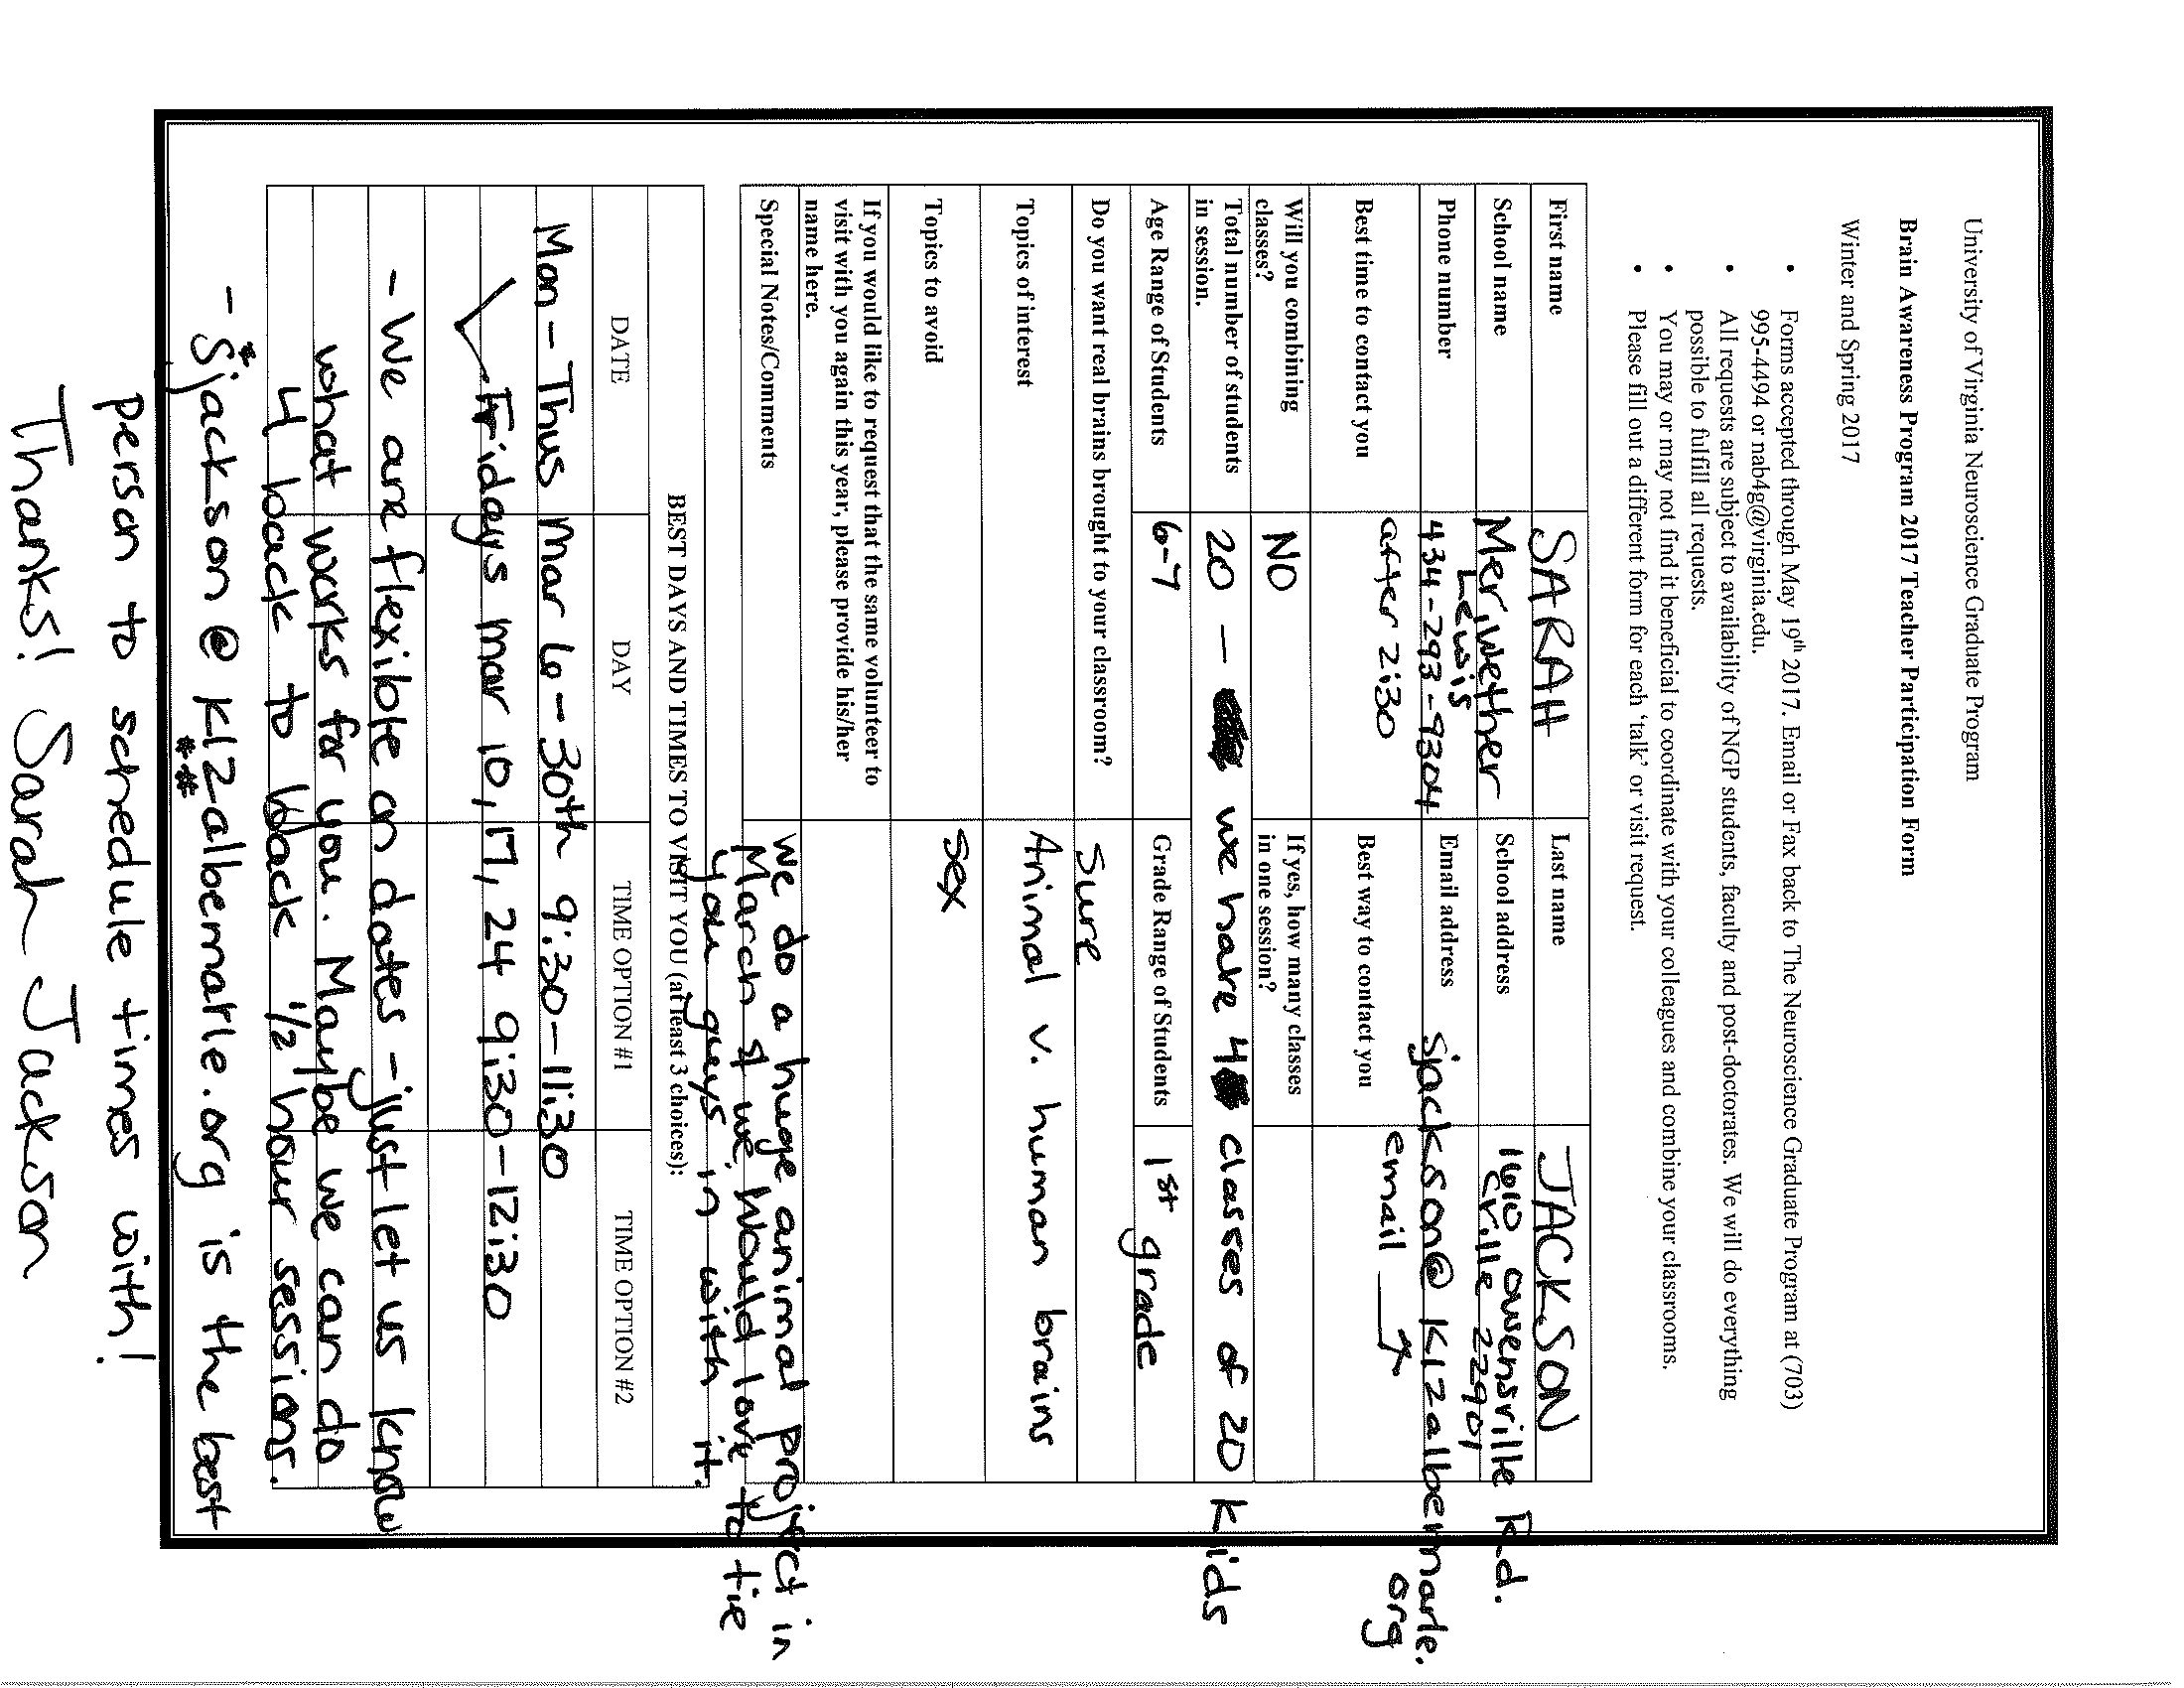 University of Virginia Neuroscience Graduate Program
Brain Awareness Program 2017 Teacher Participation Form
Winter and Spring 2017
• Forms accepted through May 19th 2017. Email or Fax back to The Neuroscience Graduate Program at (703)
995-4494 or nab4g@virginia.edu.
• All requests are subject to availability of NGP students, faculty and post-doctorates. We will do everything
possible to fulfill all requests.
• You may or may not find it beneficial to coordinate with your colleagues and combine your classrooms.
• Please fill out a different form for each ‘talk’ or visit request.
First name SARAH Last name JACKSON
School name Meriwether Lewis School address 1610 Owensville Rd.
Cville 22901
Phone number 434-293-9304 Email address sjackson@k12albemarle.
org
Best time to contact you after 2:30 Best way to contact you email
Will you combining
classes? NO If yes, how many classes
in one session?
Total number of students
in session. 20 — we have 4 classes of 20 kids
Age Range of Students 6-7 Grade Range of Students 1st grade
Do you want real brains brought to your classroom? Sure
Topics of interest Animal v. human brains
Topics to avoid sex
If you would like to request that the same volunteer to
visit with you again this year, please provide his/her
name here.
Special Notes/Comments We do a huge animal project in
March & we would love to tie
you guys in with it.
BEST DAYS AND TIMES TO VISIT YOU (at least 3 choices):
DATE DAY TIME OPTION #1 TIME OPTION #2
Mon - Thus Mar 6 - 30th 9:30-11:30
Fridays mar 10, 17, 24 9:30-12:30
- We are flexible on dates - just let us know
what works for you. Maybe we can do
4 back to back 1/2 hour sessions.
- *sjackson@k12albemarle.org is the best
**
person to schedule times with!
Thanks! Sarah Jackson